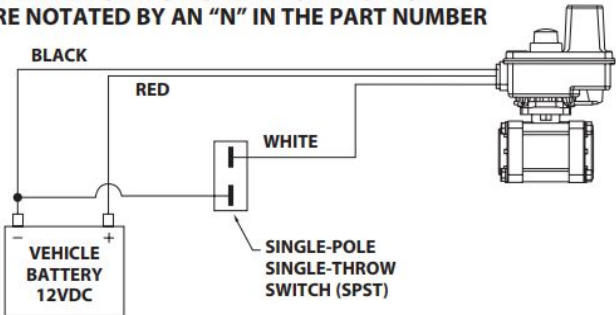 RE NOTATED BY AN “N” IN THE PART NUMBER
BLACK
RED
WHITE
− +
VEHICLE
BATTERY
12VDC
SINGLE-POLE
SINGLE-THROW
SWITCH (SPST)